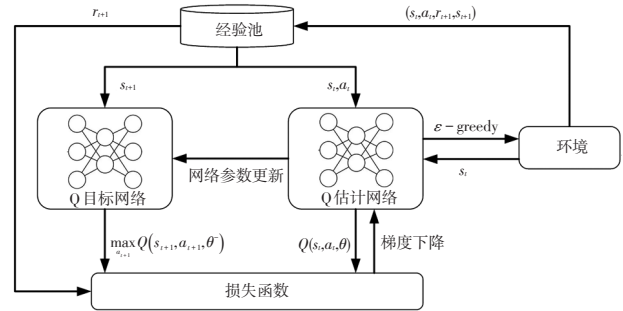 r_{t+1}
经验池
(s_t,a_t,r_{t+1},s_{t+1})
s_{t+1}
s_t,a_t
ε-greedy
环境
网络参数更新
s_t
Q目标网络
Q估计网络
max_{a_{t+1}} Q(s_{t+1},a_{t+1},θ⁻)
Q(s_t,a_t,θ)
梯度下降
损失函数